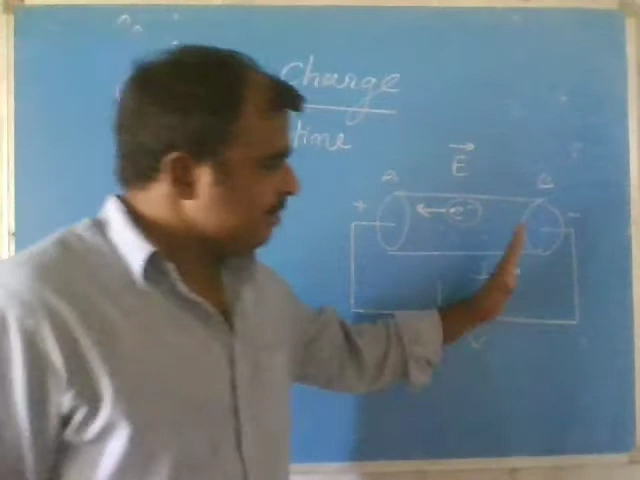 Charge
time
→
E
A B
+ ← e⁻ -
V